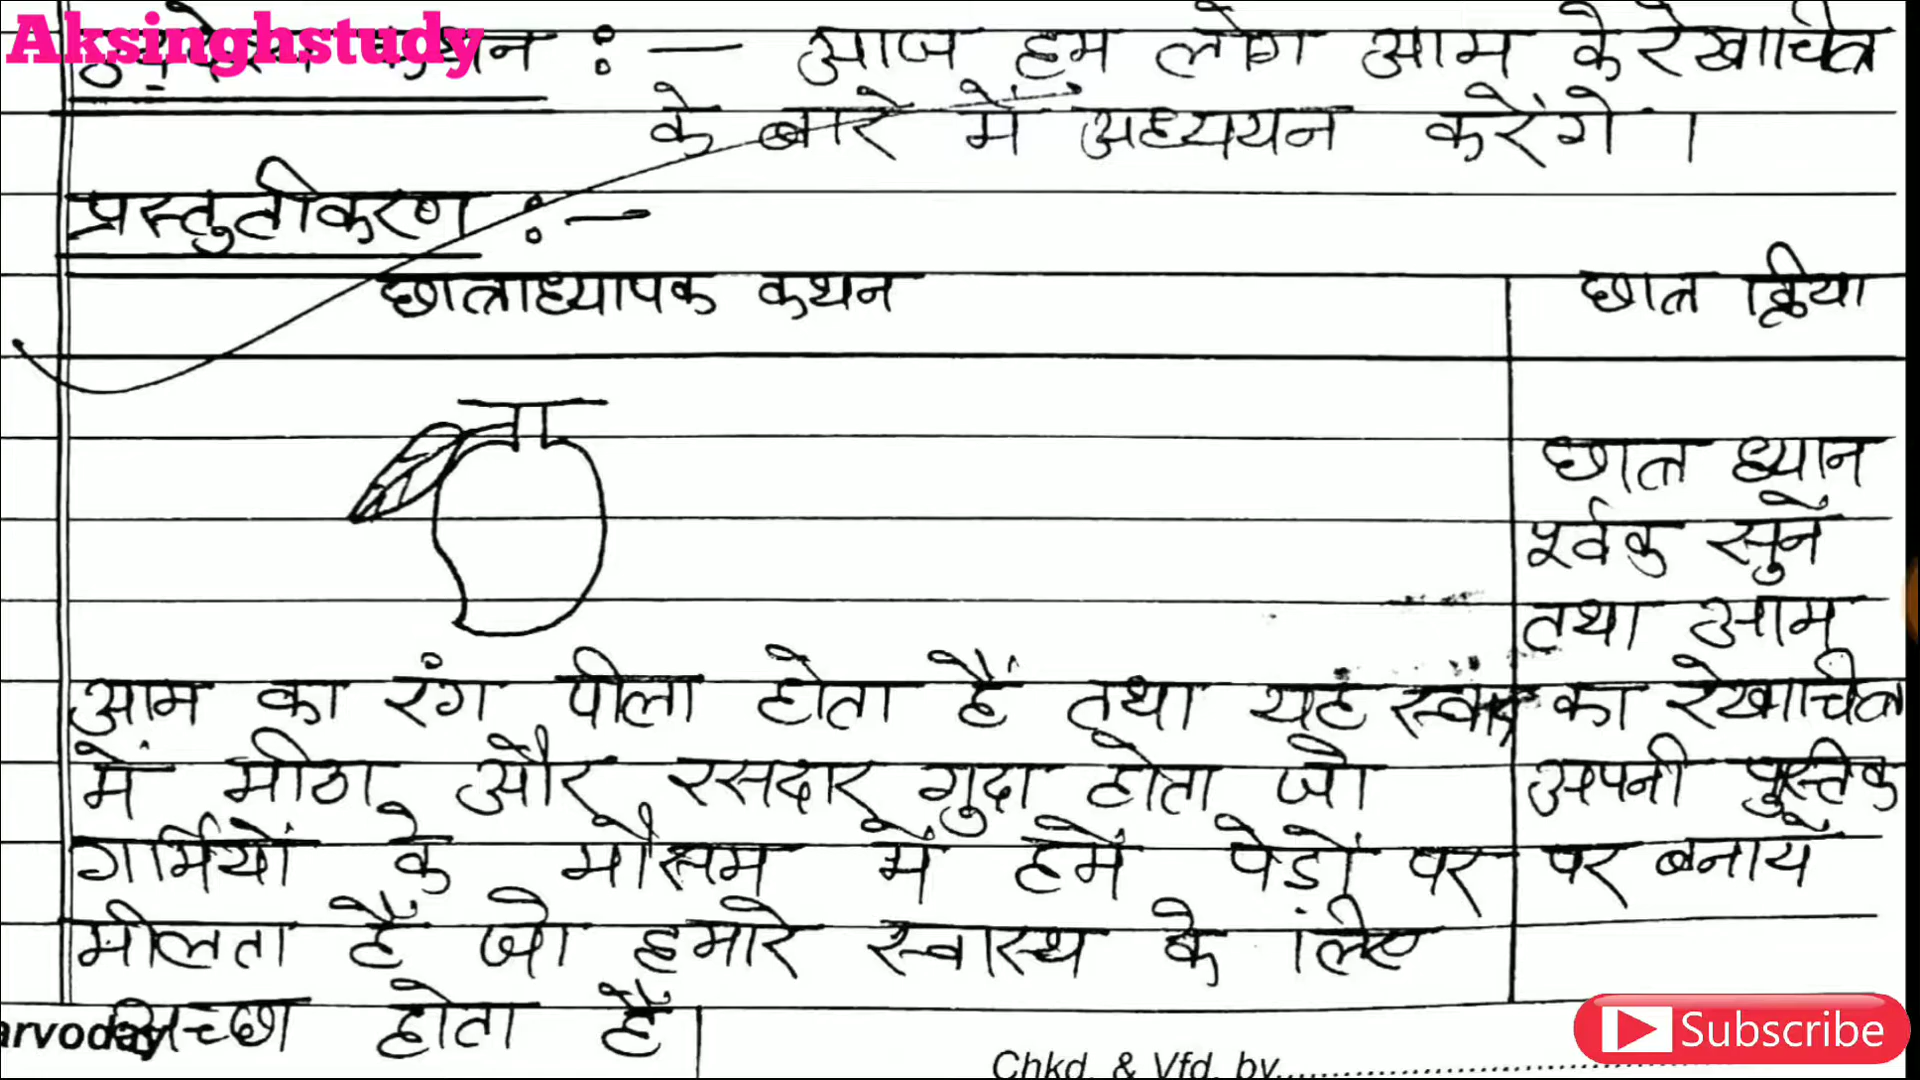 Aksinghstudy
कथन :— आज हम लोग आम के रेखाचित्र
के बारे में अध्ययन करेंगे ।
प्रस्तुतीकरण :—
छात्राध्यापक कथन
छात्र क्रिया
आम का रंग पीला होता हैं तथा यह स्वाद
में मीठा और रसदार गुदा होता जो
गर्मियों के मौसम में हमें पेड़ों पर
मीलता हैं जो हमारे स्वास्थ के लिए
अच्छा होता हैं।
छात्र ध्यान
पूर्वक सुनें
तथा आम
का रेखाचित्र
अपनी पुस्तिक
पर बनायें
arvoday
Chkd. & Vfd. by
Subscribe